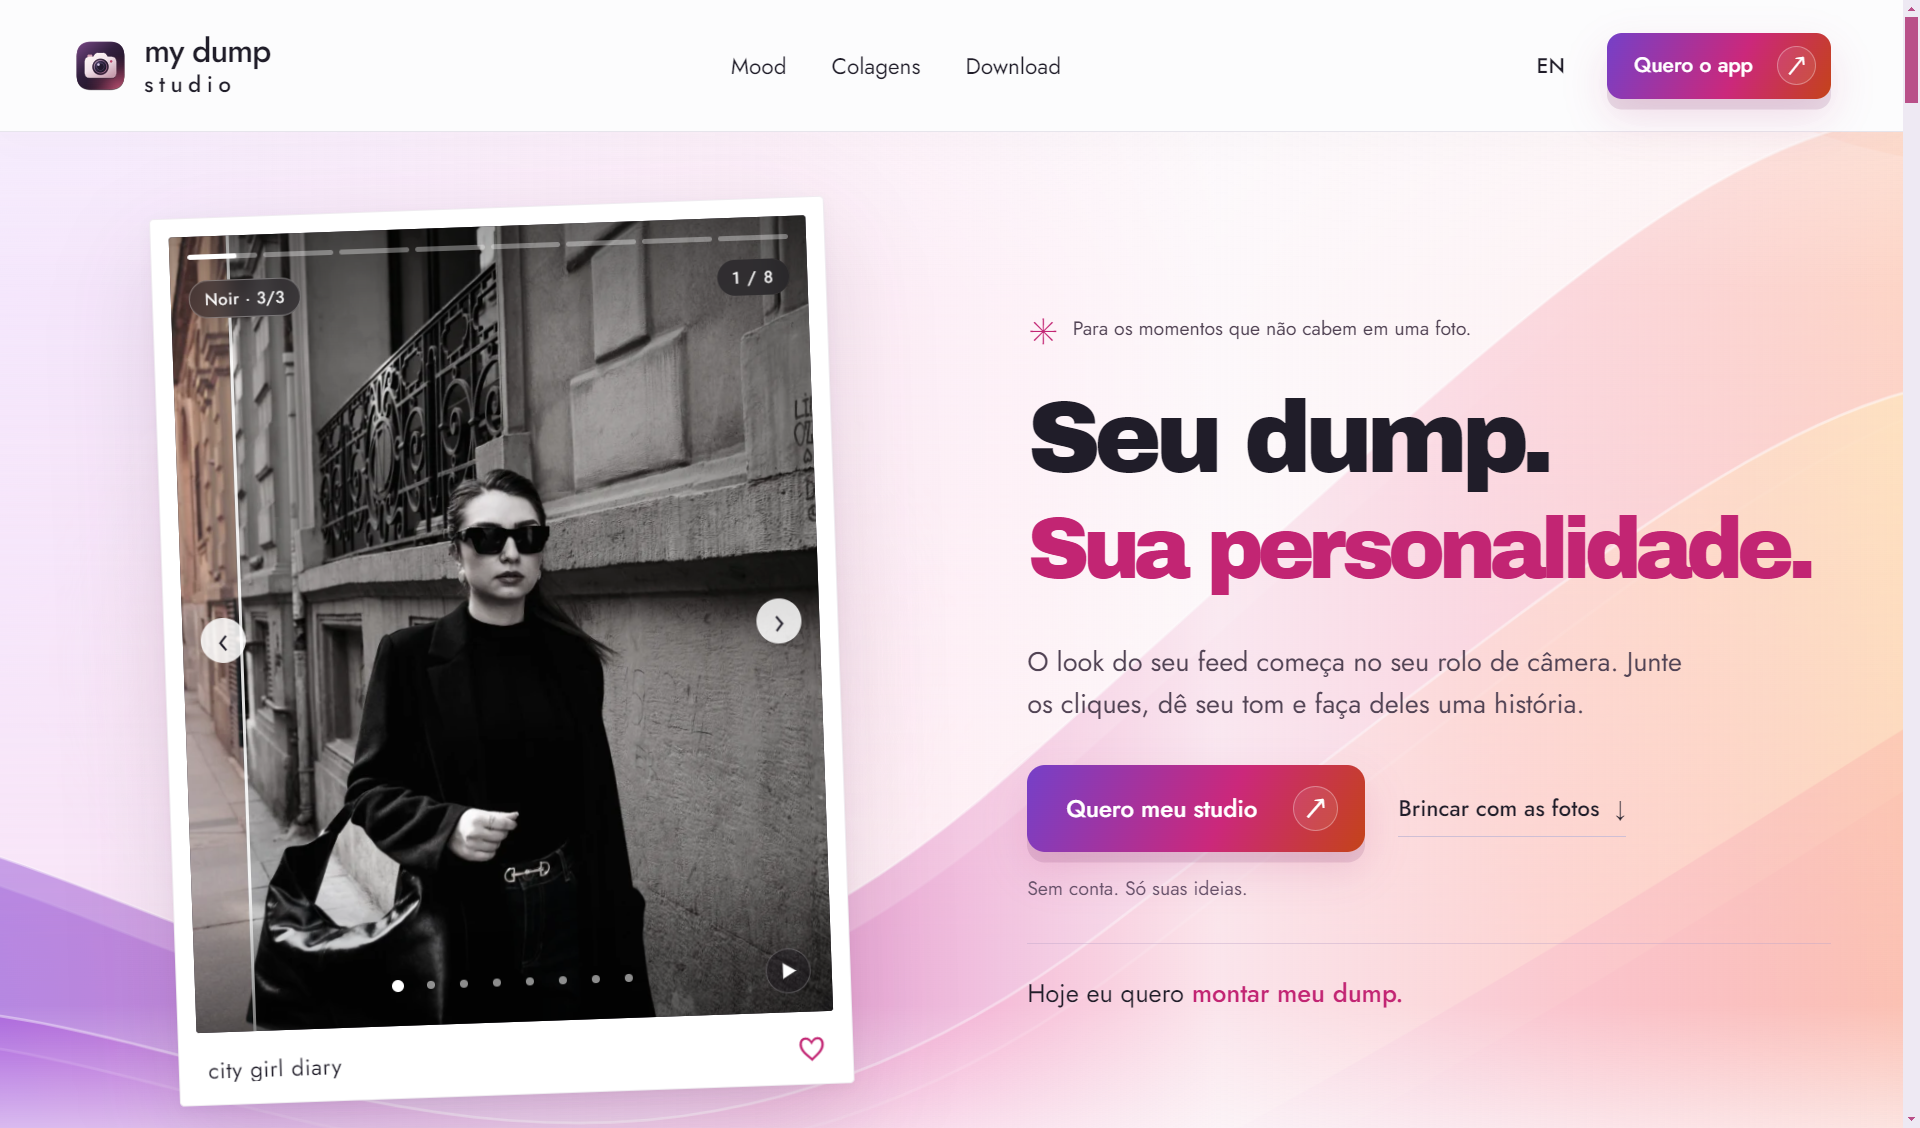 my dump
studio
Mood
Colagens
Download
EN
Quero o app
Noir · 3/3
1 / 8
city girl diary
Para os momentos que não cabem em uma foto.
Seu dump.
Sua personalidade.
O look do seu feed começa no seu rolo de câmera. Junte
os cliques, dê seu tom e faça deles uma história.
Quero meu studio
Brincar com as fotos ↓
Sem conta. Só suas ideias.
Hoje eu quero montar meu dump.